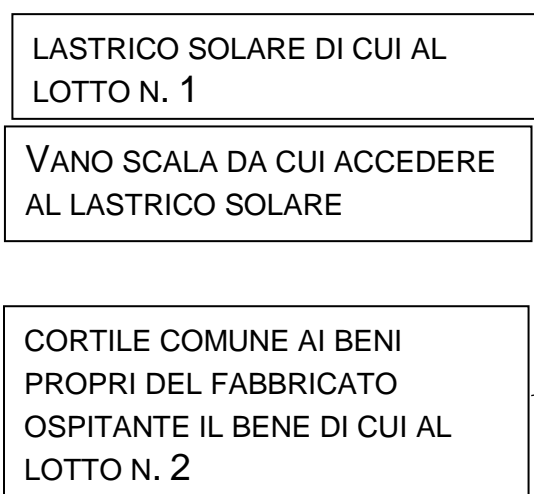 LASTRICO SOLARE DI CUI AL
LOTTO N. 1
VANO SCALA DA CUI ACCEDERE
AL LASTRICO SOLARE
CORTILE COMUNE AI BENI
PROPRI DEL FABBRICATO
OSPITANTE IL BENE DI CUI AL
LOTTO N. 2